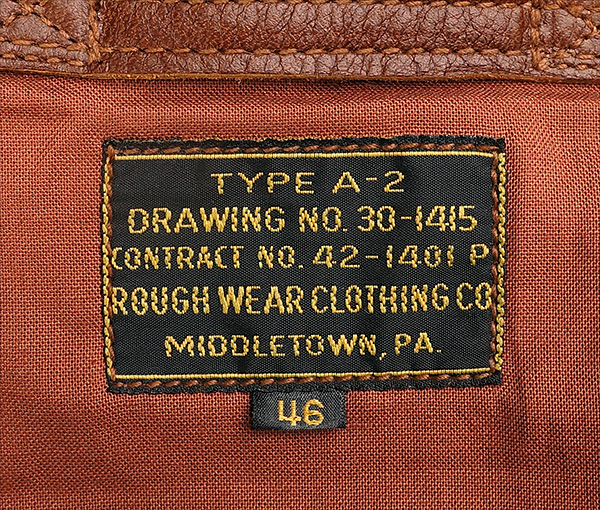 TYPE A-2
DRAWING NO. 30-1415
CONTRACT NO. 42-1401 P
ROUGH WEAR CLOTHING CO
MIDDLETOWN, PA.
46